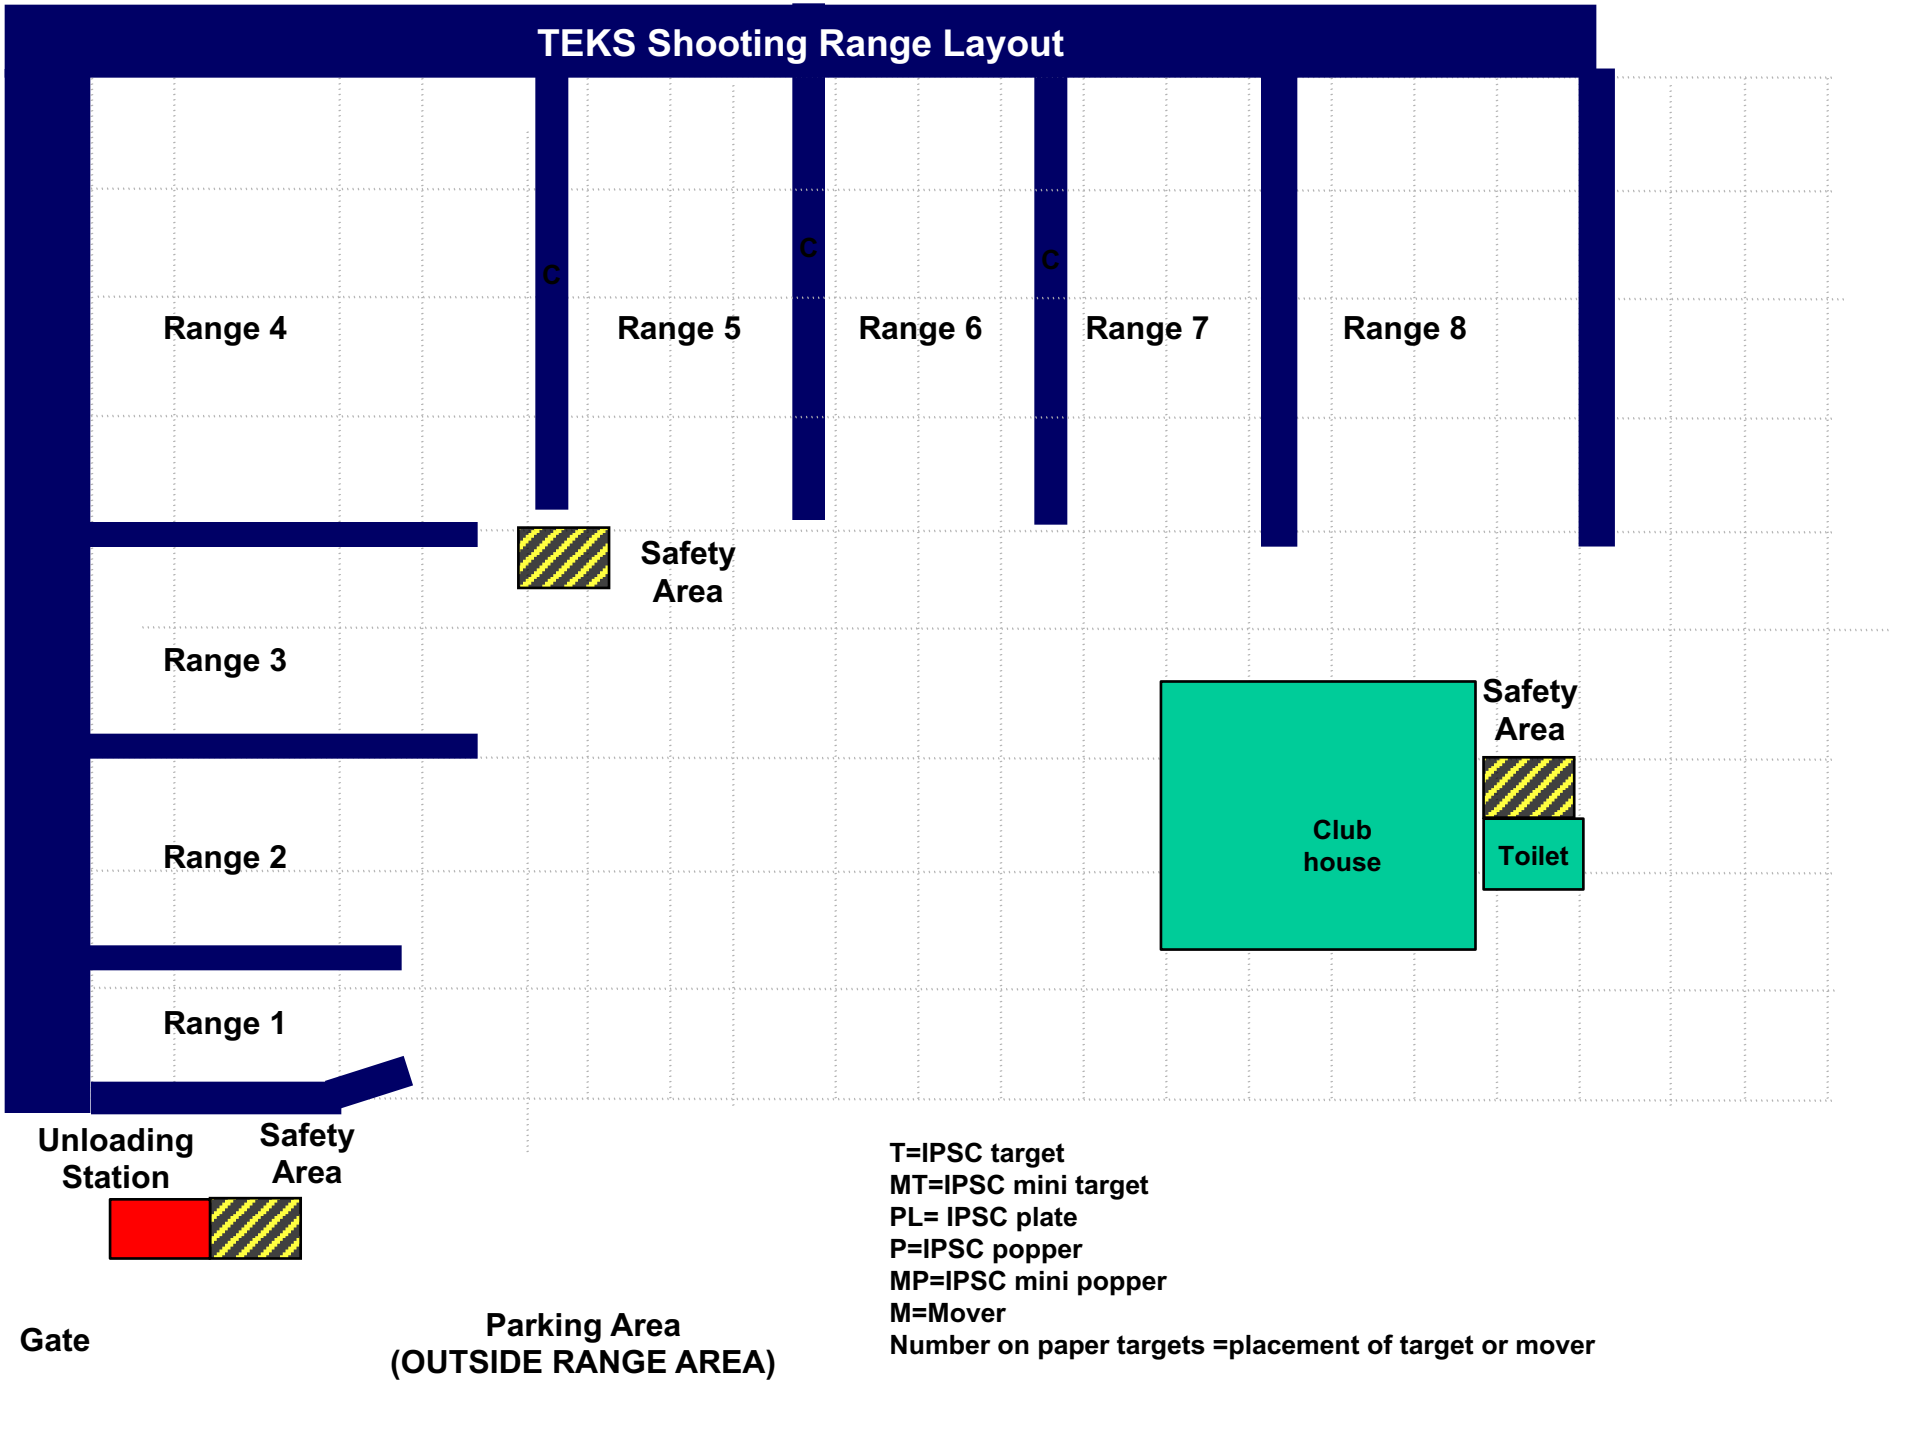 TEKS Shooting Range Layout
C
C
C
Range 4
Range 5
Range 6
Range 7
Range 8
Safety
Area
Range 3
Safety
Area
Range 2
Club
house
Toilet
Range 1
Unloading
Station
Safety
Area
T=IPSC target
MT=IPSC mini target
PL= IPSC plate
P=IPSC popper
MP=IPSC mini popper
M=Mover
Number on paper targets =placement of target or mover
Gate
Parking Area
(OUTSIDE RANGE AREA)